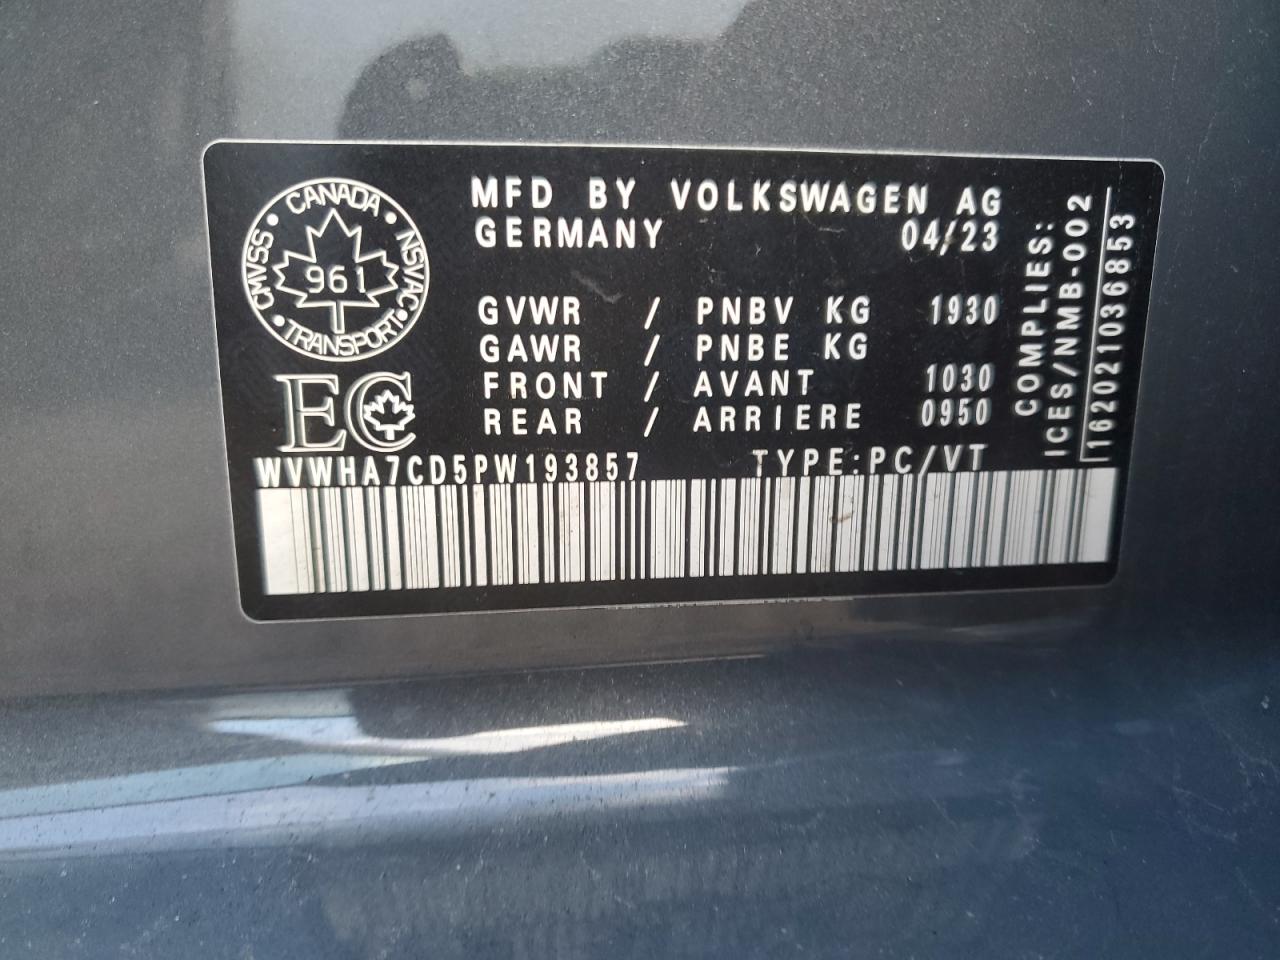 CANADA
CMVSS
NSVAC
961
TRANSPORT
EC
MFD BY VOLKSWAGEN AG
GERMANY 04/23
GVWR / PNBV KG 1930
GAWR / PNBE KG
FRONT / AVANT 1030
REAR / ARRIERE 0950
WVWHA7CD5PW193857 TYPE:PC/VT
COMPLIES:
ICES/NMB-002
162021036853